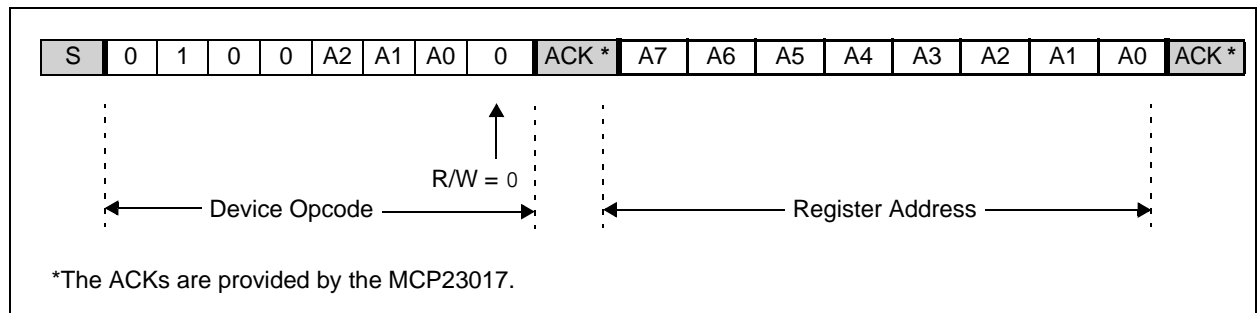 S 0 1 0 0 A2 A1 A0 0 ACK * A7 A6 A5 A4 A3 A2 A1 A0 ACK *
R/W = 0
Device Opcode Register Address
*The ACKs are provided by the MCP23017.